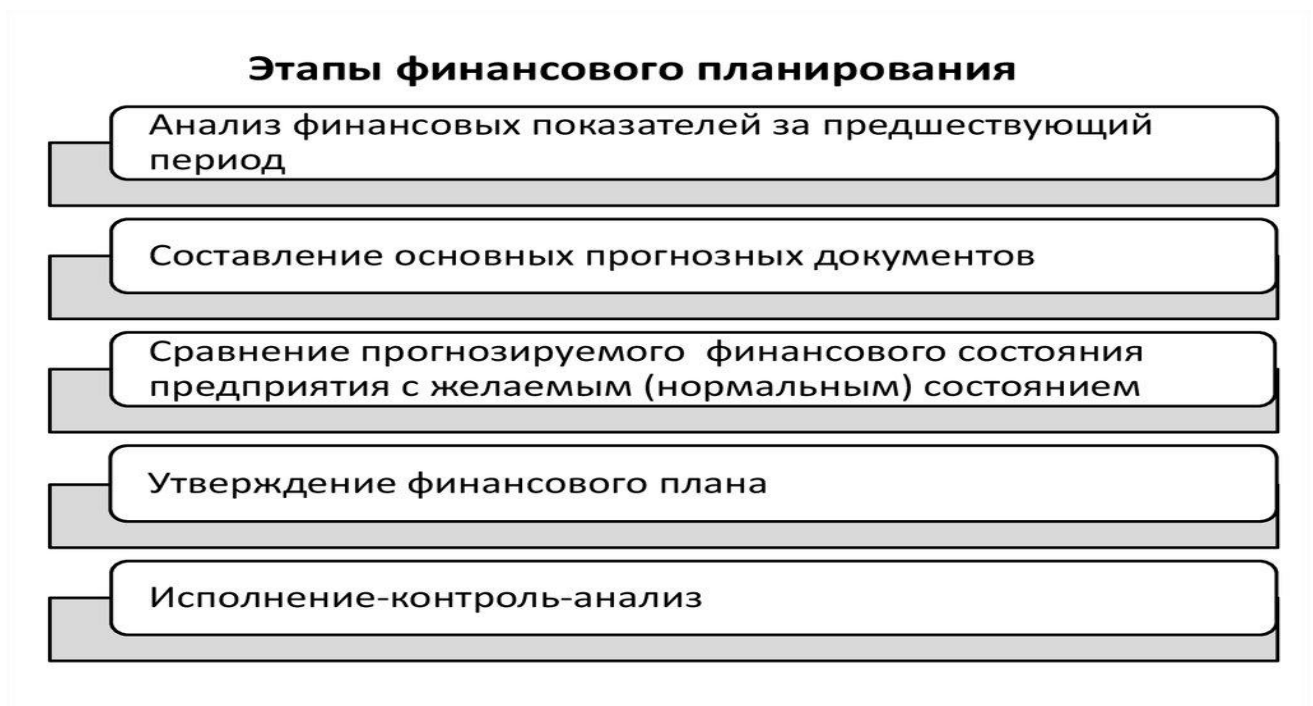 Этапы финансового планирования
Анализ финансовых показателей за предшествующий
период
Составление основных прогнозных документов
Сравнение прогнозируемого  финансового состояния
предприятия с желаемым (нормальным) состоянием
Утверждение финансового плана
Исполнение-контроль-анализ